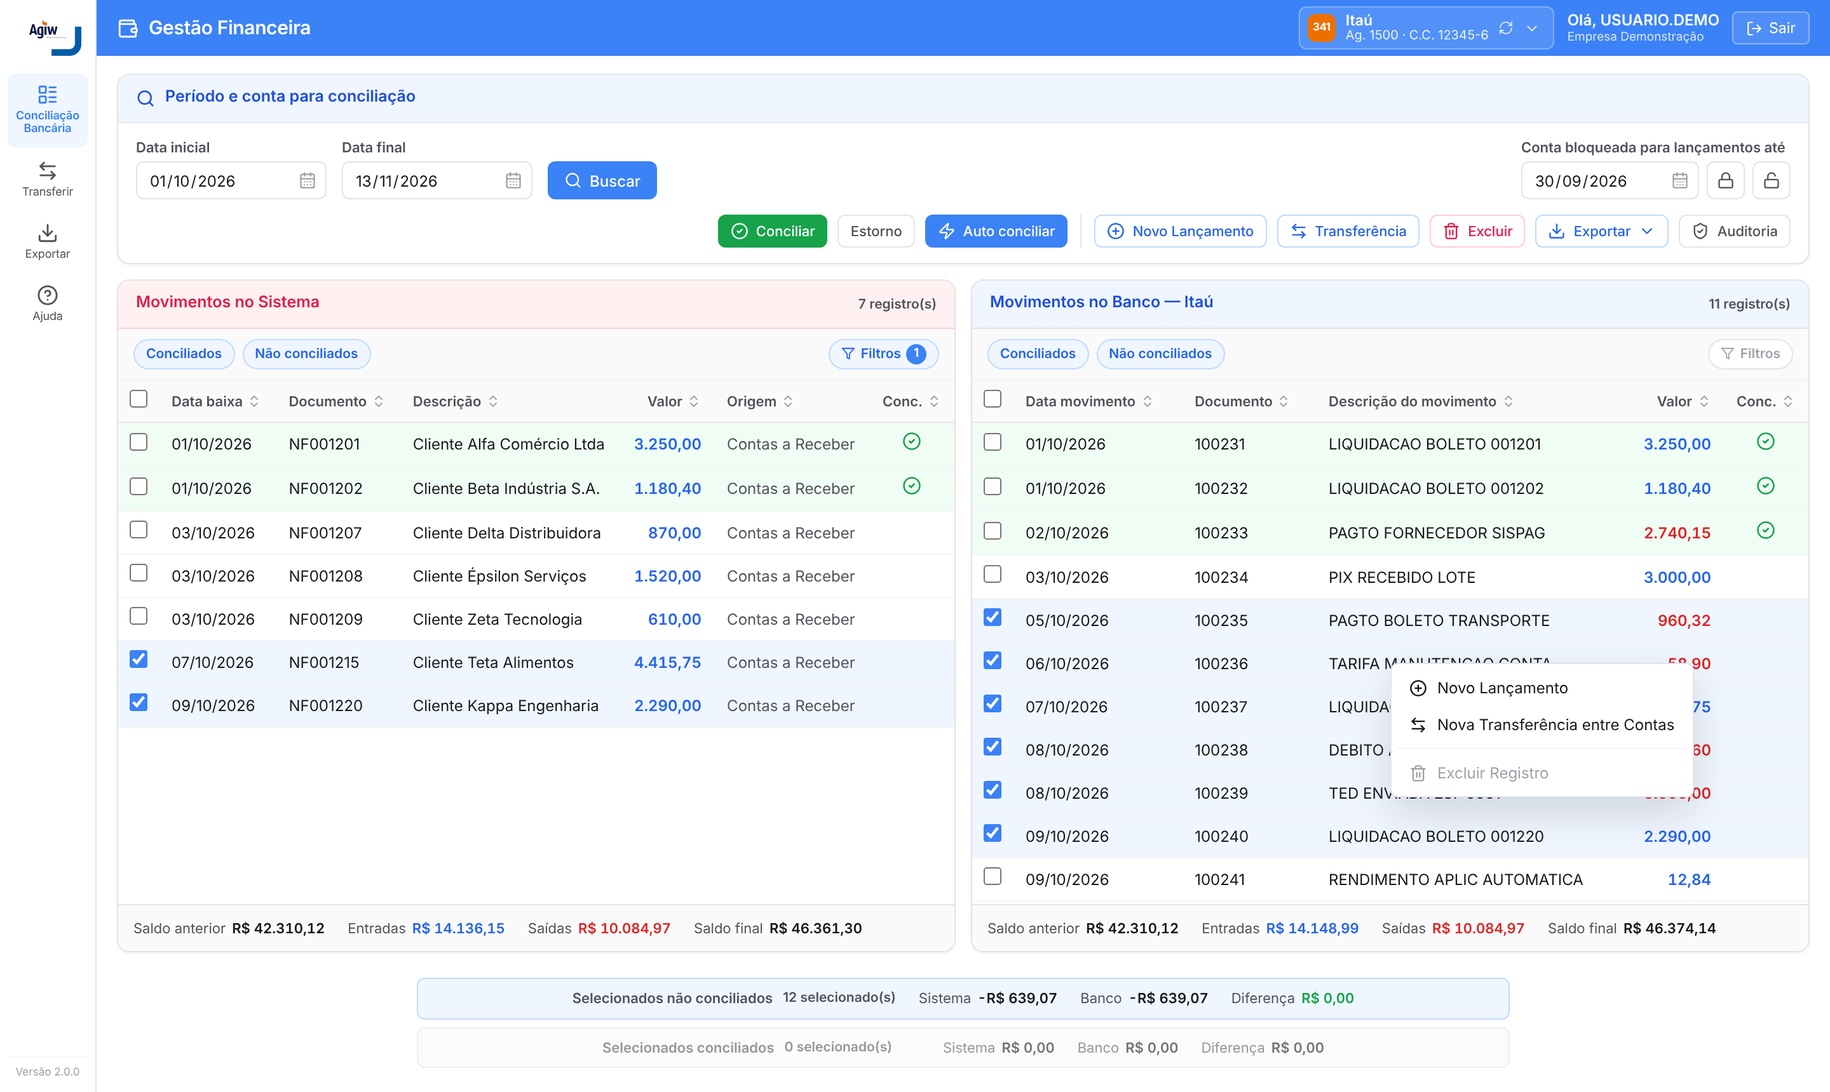 Agiw
Gestão Financeira
341
Itaú
Ag. 1500 · C.C. 12345-6
Olá, USUARIO.DEMO
Empresa Demonstração
Sair
Conciliação
Bancária
Transferir
Exportar
Ajuda
Versão 2.0.0
Período e conta para conciliação
Data inicial
Data final
Conta bloqueada para lançamentos até
01/10/2026
13/11/2026
Buscar
30/09/2026
Conciliar
Estorno
Auto conciliar
Novo Lançamento
Transferência
Excluir
Exportar
Auditoria
Movimentos no Sistema
7 registro(s)
Conciliados
Não conciliados
Filtros 1
Data baixa Documento Descrição Valor Origem Conc.
01/10/2026 NF001201 Cliente Alfa Comércio Ltda 3.250,00 Contas a Receber
01/10/2026 NF001202 Cliente Beta Indústria S.A. 1.180,40 Contas a Receber
03/10/2026 NF001207 Cliente Delta Distribuidora 870,00 Contas a Receber
03/10/2026 NF001208 Cliente Épsilon Serviços 1.520,00 Contas a Receber
03/10/2026 NF001209 Cliente Zeta Tecnologia 610,00 Contas a Receber
07/10/2026 NF001215 Cliente Teta Alimentos 4.415,75 Contas a Receber
09/10/2026 NF001220 Cliente Kappa Engenharia 2.290,00 Contas a Receber
Saldo anterior R$ 42.310,12 Entradas R$ 14.136,15 Saídas R$ 10.084,97 Saldo final R$ 46.361,30
Movimentos no Banco — Itaú
11 registro(s)
Conciliados
Não conciliados
Filtros
Data movimento Documento Descrição do movimento Valor Conc.
01/10/2026 100231 LIQUIDACAO BOLETO 001201 3.250,00
01/10/2026 100232 LIQUIDACAO BOLETO 001202 1.180,40
02/10/2026 100233 PAGTO FORNECEDOR SISPAG 2.740,15
03/10/2026 100234 PIX RECEBIDO LOTE 3.000,00
05/10/2026 100235 PAGTO BOLETO TRANSPORTE 960,32
06/10/2026 100236 TARIFA MANUTENCAO CONTA 58,90
07/10/2026 100237 LIQUIDA 75
08/10/2026 100238 DEBITO 60
08/10/2026 100239 TED ENVIADA
09/10/2026 100240 LIQUIDACAO BOLETO 001220 2.290,00
09/10/2026 100241 RENDIMENTO APLIC AUTOMATICA 12,84
Novo Lançamento
Nova Transferência entre Contas
Excluir Registro
Saldo anterior R$ 42.310,12 Entradas R$ 14.148,99 Saídas R$ 10.084,97 Saldo final R$ 46.374,14
Selecionados não conciliados 12 selecionado(s) Sistema -R$ 639,07 Banco -R$ 639,07 Diferença R$ 0,00
Selecionados conciliados 0 selecionado(s) Sistema R$ 0,00 Banco R$ 0,00 Diferença R$ 0,00